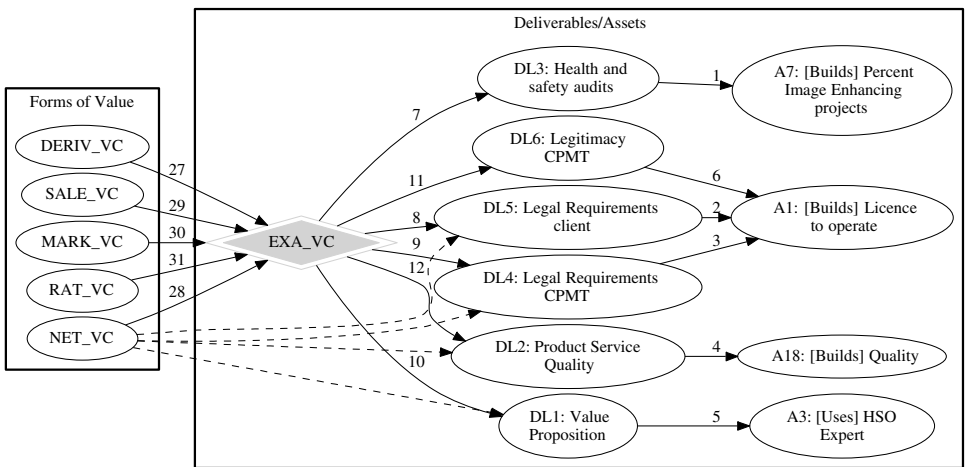 Deliverables/Assets
Forms of Value
DERIV_VC
SALE_VC
MARK_VC
RAT_VC
NET_VC
27
29
30
31
28
EXA_VC
7
11
8
9
12
10
DL3: Health and
safety audits
DL6: Legitimacy
CPMT
DL5: Legal Requirements
client
DL4: Legal Requirements
CPMT
DL2: Product Service
Quality
DL1: Value
Proposition
1
6
2
3
4
5
A7: [Builds] Percent
Image Enhancing
projects
A1: [Builds] Licence
to operate
A18: [Builds] Quality
A3: [Uses] HSO
Expert